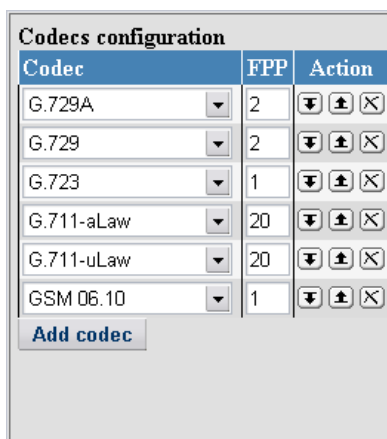 Codecs configuration
Codec FPP Action
G.729A 2
G.729 2
G.723 1
G.711-aLaw 20
G.711-uLaw 20
GSM 06.10 1
Add codec